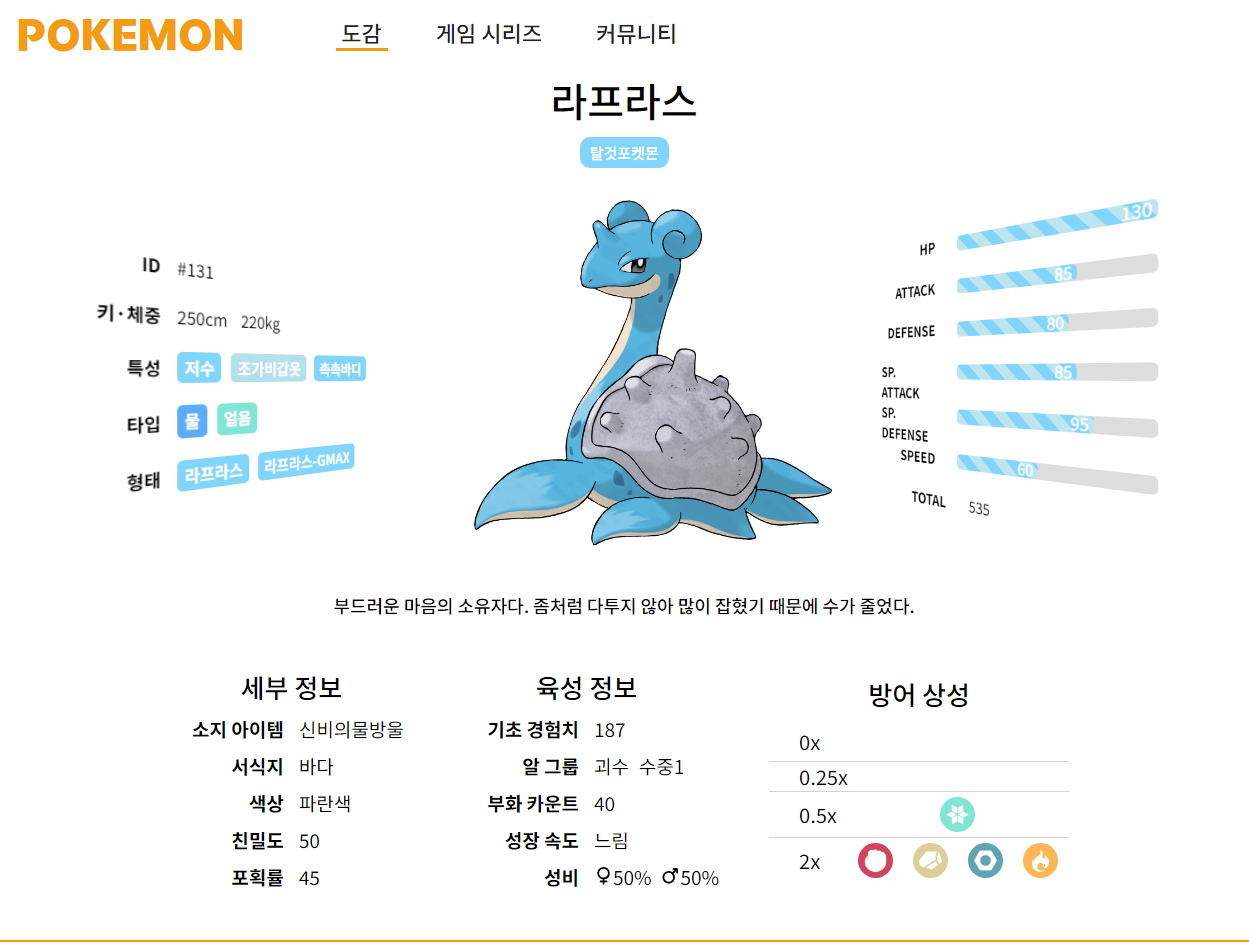 POKEMON 도감 게임 시리즈 커뮤니티
라프라스
탈것포켓몬
ID #131
키·체중 250cm 220kg
특성 저수 조가비갑옷 촉촉바디
타입 물 얼음
형태 라프라스 라프라스-GMAX
HP 130
ATTACK 85
DEFENSE 80
SP.
ATTACK 85
SP.
DEFENSE 95
SPEED 60
TOTAL 535
부드러운 마음의 소유자다. 좀처럼 다투지 않아 많이 잡혔기 때문에 수가 줄었다.
세부 정보
소지 아이템 신비의물방울
서식지 바다
색상 파란색
친밀도 50
포획률 45
육성 정보
기초 경험치 187
알 그룹 괴수 수중1
부화 카운트 40
성장 속도 느림
성비 ♀50% ♂50%
방어 상성
0x
0.25x
0.5x
2x